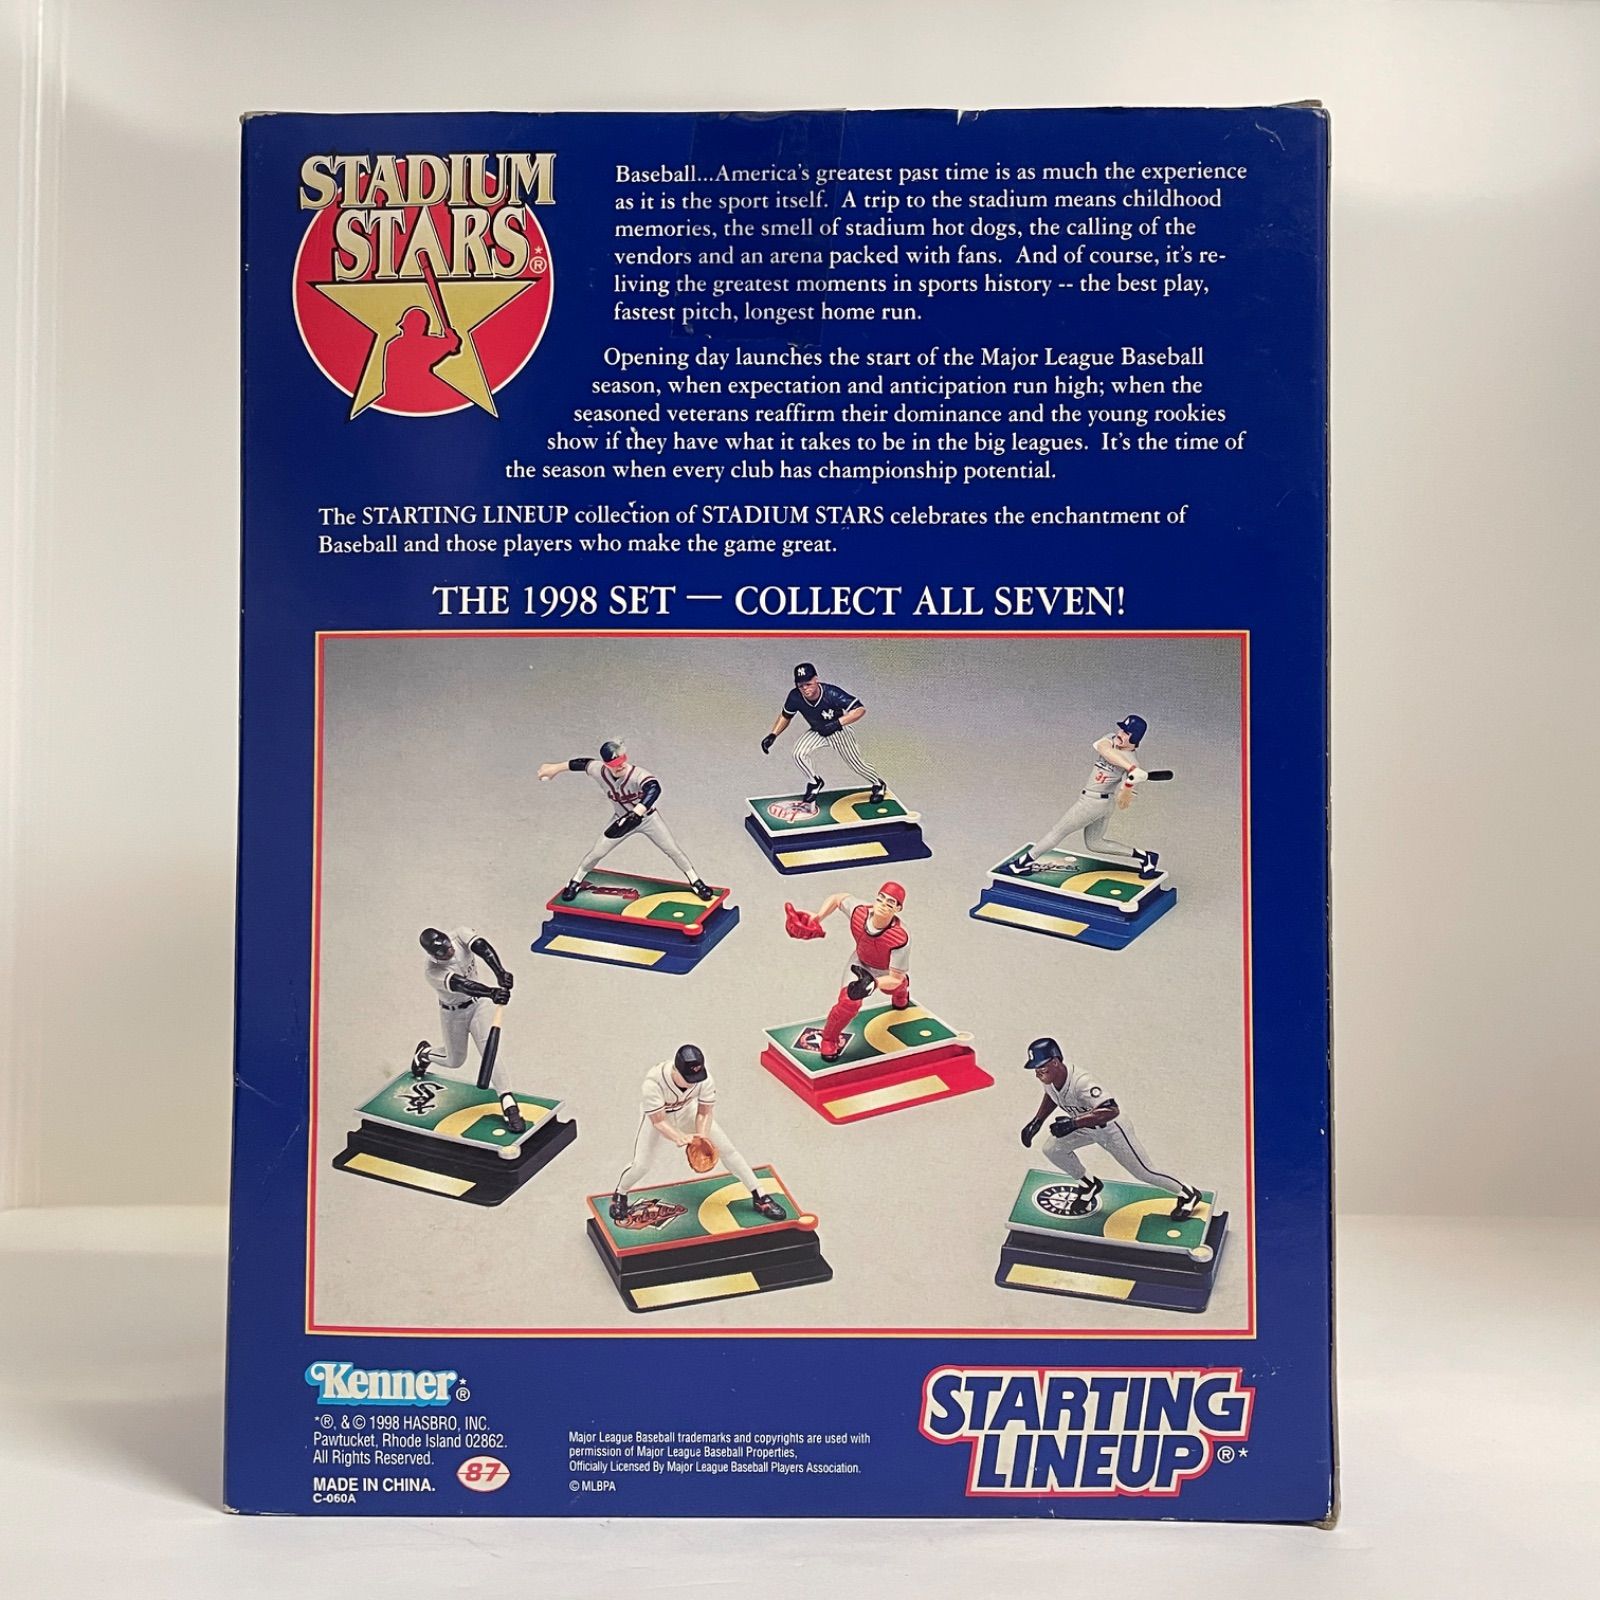 STADIUM
STARS*®
Baseball...America's greatest past time is as much the experience
as it is the sport itself. A trip to the stadium means childhood
memories, the smell of stadium hot dogs, the calling of the
vendors and an arena packed with fans. And of course, it's re-
living the greatest moments in sports history -- the best play,
fastest pitch, longest home run.
Opening day launches the start of the Major League Baseball
season, when expectation and anticipation run high; when the
seasoned veterans reaffirm their dominance and the young rookies
show if they have what it takes to be in the big leagues. It's the time of
the season when every club has championship potential.
The STARTING LINEUP collection of STADIUM STARS celebrates the enchantment of
Baseball and those players who make the game great.
THE 1998 SET — COLLECT ALL SEVEN!
31
Sox
Kenner*®
*®, & © 1998 HASBRO, INC.
Pawtucket, Rhode Island 02862.
All Rights Reserved.
MADE IN CHINA.
C-060A
87
Major League Baseball trademarks and copyrights are used with
permission of Major League Baseball Properties,
Officially Licensed By Major League Baseball Players Association.
© MLBPA
STARTING
LINEUP®*